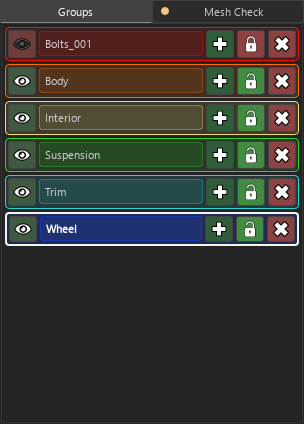 Groups
Mesh Check
Bolts_001
Body
Interior
Suspension
Trim
Wheel